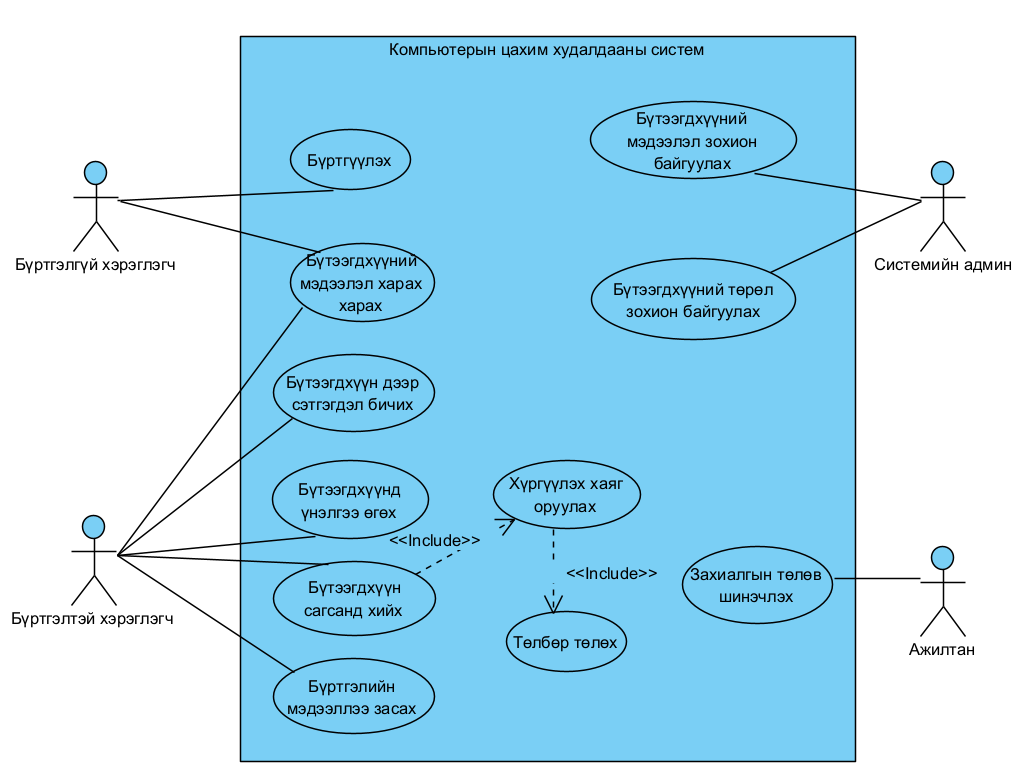 Компьютерын цахим худалдааны систем
Бүртгүүлэх
Бүтээгдхүүний
мэдээлэл зохион
байгуулах
Бүртгэлгүй хэрэглэгч
Системийн админ
Бүтээгдхүүний
мэдээлэл харах
харах
Бүтээгдхүүний төрөл
зохион байгуулах
Бүтээгдхүүн дээр
сэтгэгдэл бичих
Бүтээгдхүүнд
үнэлгээ өгөх
Хүргүүлэх хаяг
оруулах
<<Include>>
<<Include>>
Бүтээгдхүүн
сагсанд хийх
Захиалгын төлөв
шинэчлэх
Бүртгэлтэй хэрэглэгч
Төлбөр төлөх
Ажилтан
Бүртгэлийн
мэдээллээ засах